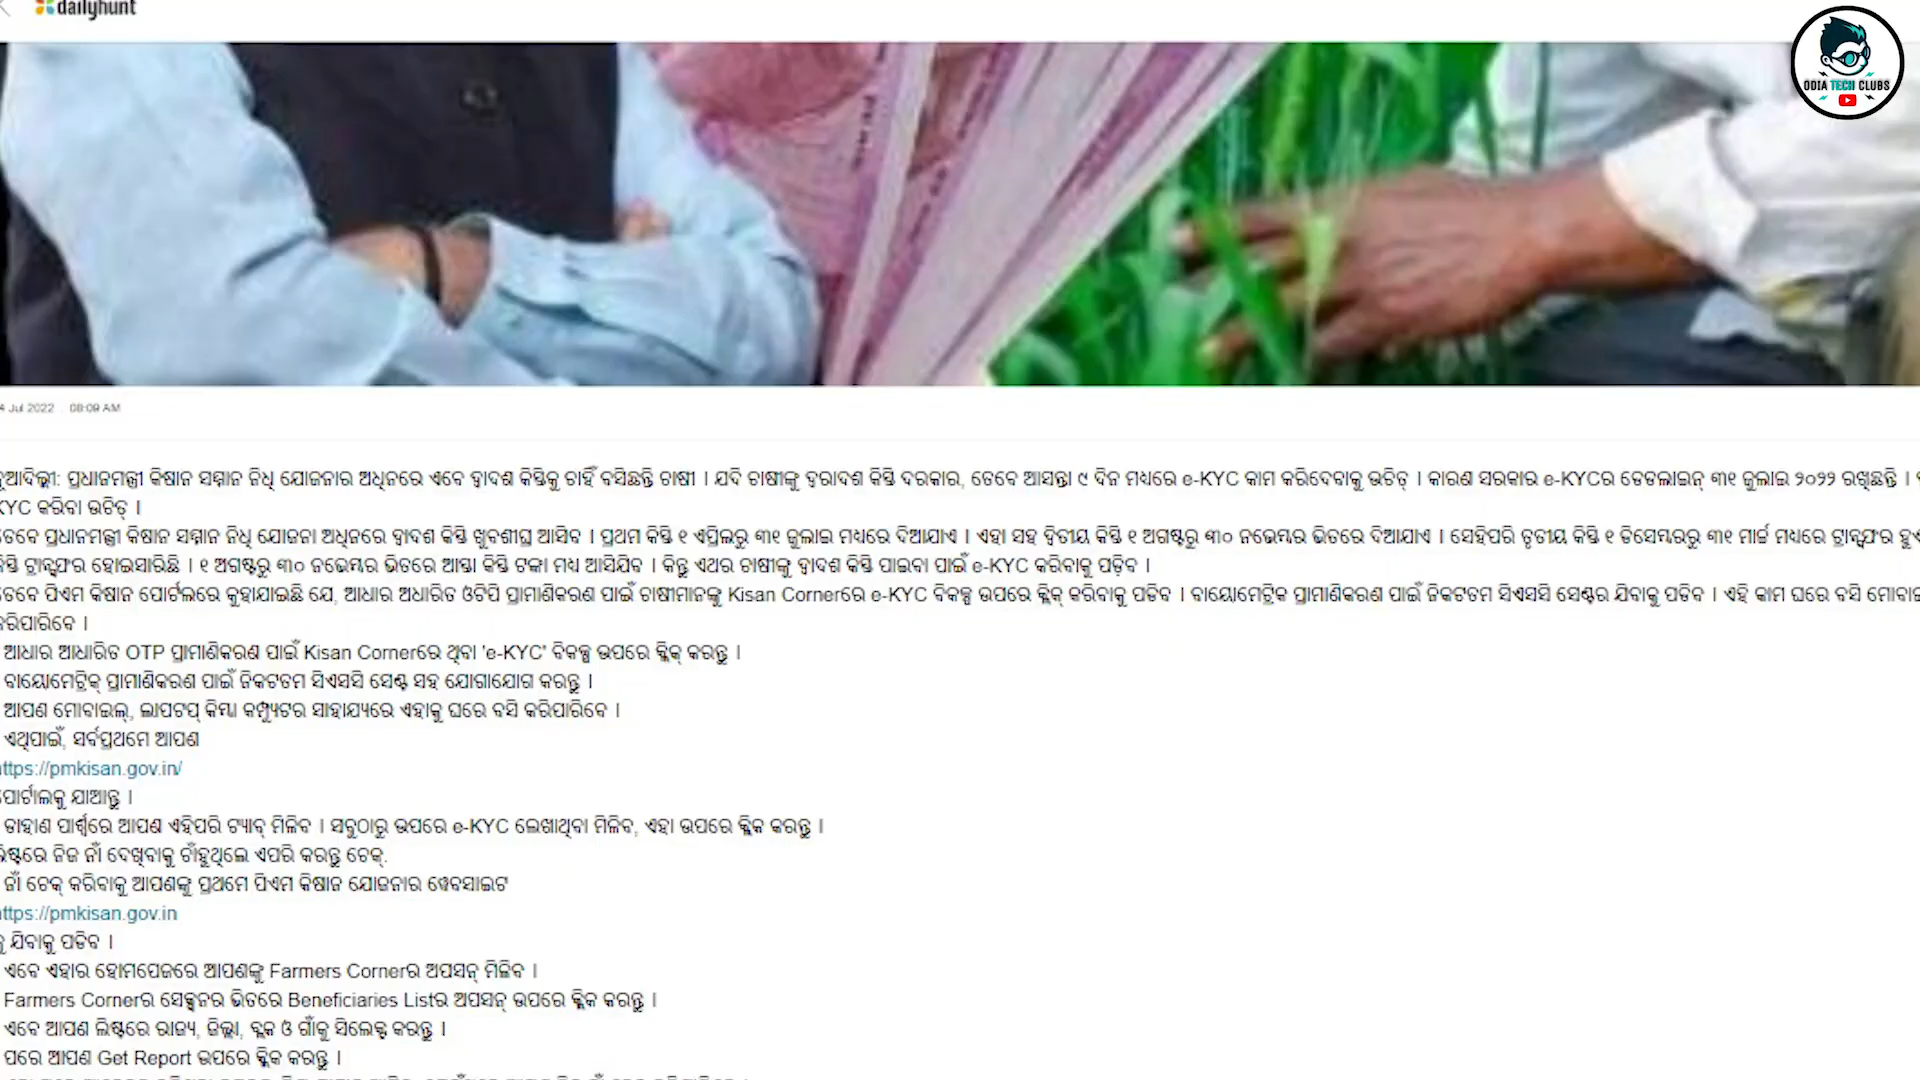 dailyhunt
ODIA TECH CLUBS
4 Jul 2022 . 08:09 AM
ନୂଆଦିଲ୍ଲୀ: ପ୍ରଧାନମନ୍ତ୍ରୀ କିଷାନ ସମ୍ମାନ ନିଧି ଯୋଜନାର ଅଧିନରେ ଏବେ ଦ୍ୱାଦଶ କିସ୍ତିକୁ ଚାହିଁ ବସିଛନ୍ତି ଚାଷୀ । ଯଦି ଚାଷୀଙ୍କୁ ଦ୍ୱରାଦଶ କିସ୍ତି ଦରକାର, ତେବେ ଆସନ୍ତା ୯ ଦିନ ମଧ୍ୟରେ e-KYC କାମ କରିଦେବାକୁ ଉଚିତ୍ । କାରଣ ସରକାର e-KYCର ଡେଡଲାଇନ୍ ୩୧ ଜୁଲାଇ ୨୦୨୨ ରଖିଛନ୍ତି ।
KYC କରିବା ଉଚିତ୍ ।
ତେବେ ପ୍ରଧାନମନ୍ତ୍ରୀ କିଷାନ ସମ୍ମାନ ନିଧି ଯୋଜନା ଅଧିନରେ ଦ୍ୱାଦଶ କିସ୍ତି ଖୁବଶୀଘ୍ର ଆସିବ । ପ୍ରଥମ କିସ୍ତି ୧ ଏପ୍ରିଲରୁ ୩୧ ଜୁଲାଇ ମଧ୍ୟରେ ଦିଆଯାଏ । ଏହା ସହ ଦ୍ୱିତୀୟ କିସ୍ତି ୧ ଅଗଷ୍ଟରୁ ୩୦ ନଭେମ୍ବର ଭିତରେ ଦିଆଯାଏ । ସେହିପରି ତୃତୀୟ କିସ୍ତି ୧ ଡିସେମ୍ବରରୁ ୩୧ ମାର୍ଚ୍ଚ ମଧ୍ୟରେ ଟ୍ରାନ୍ସଫର
କିସ୍ତି ଟ୍ରାନ୍ସଫର ହୋଇସାରିଛି । ୧ ଅଗଷ୍ଟରୁ ୩୦ ନଭେମ୍ବର ଭିତରେ ଆସ୍ତା କିସ୍ତି ଟଙ୍କା ମଧ୍ୟ ଆସିଯିବ । କିନ୍ତୁ ଏଥର ଚାଷୀଙ୍କୁ ଦ୍ୱାଦଶ କିସ୍ତି ପାଇବା ପାଇଁ e-KYC କରିବାକୁ ପଡ଼ିବ ।
ତେବେ ପିଏମ କିଷାନ ପୋର୍ଟଲରେ କୁହାଯାଇଛି ଯେ, ଆଧାର ଅଧାରିତ ଓଟିପି ପ୍ରାମାଣିକରଣ ପାଇଁ ଚାଷୀମାନଙ୍କୁ Kisan Cornerରେ e-KYC ବିକଳ୍ପ ଉପରେ କ୍ଲିକ୍ କରିବାକୁ ପଡିବ । ବାୟୋମେଟ୍ରିକ ପ୍ରାମାଣିକରଣ ପାଇଁ ନିକଟତମ ସିଏସସି ସେଣ୍ଟର ଯିବାକୁ ପଡିବ । ଏହି କାମ ଘରେ ବସି
କରିପାରିବେ ।
ଆଧାର ଆଧାରିତ OTP ପ୍ରାମାଣିକରଣ ପାଇଁ Kisan Cornerରେ ଥିବା 'e-KYC' ବିକଳ୍ପ ଉପରେ କ୍ଲିକ୍ କରନ୍ତୁ ।
ବାୟୋମେଟ୍ରିକ୍ ପ୍ରାମାଣିକରଣ ପାଇଁ ନିକଟତମ ସିଏସସି ସେଣ୍ଟ ସହ ଯୋଗାଯୋଗ କରନ୍ତୁ ।
ଆପଣ ମୋବାଇଲ୍, ଲାପଟପ୍ କିମ୍ବା କମ୍ପ୍ୟୁଟର ସାହାଯ୍ୟରେ ଏହାକୁ ଘରେ ବସି କରିପାରିବେ ।
ଏଥିପାଇଁ, ସର୍ବପ୍ରଥମେ ଆପଣ
https://pmkisan.gov.in/
ପୋର୍ଟାଲକୁ ଯାଆନ୍ତୁ ।
ଡାହାଣ ପାର୍ଶ୍ୱରେ ଆପଣ ଏହିପରି ଟ୍ୟାବ୍ ମିଳିବ । ସବୁଠାରୁ ଉପରେ e-KYC ଲେଖାଥିବା ମିଳିବ, ଏହା ଉପରେ କ୍ଲିକ କରନ୍ତୁ ।
ଲିଷ୍ଟରେ ନିଜ ନାଁ ଦେଖିବାକୁ ଚାଁହୁଥିଲେ ଏପରି କରନ୍ତୁ ଚେକ୍.
ନାଁ ଚେକ୍ କରିବାକୁ ଆପଣଙ୍କୁ ପ୍ରଥମେ ପିଏମ କିଷାନ ଯୋଜନାର ୱେବସାଇଟ
https://pmkisan.gov.in
କୁ ଯିବାକୁ ପଡିବ ।
ଏବେ ଏହାର ହୋମପେଜରେ ଆପଣଙ୍କୁ Farmers Cornerର ଅପସନ୍ ମିଳିବ ।
Farmers Cornerର ସେକ୍ସନର ଭିତରେ Beneficiaries Listର ଅପସନ୍ ଉପରେ କ୍ଲିକ କରନ୍ତୁ ।
ଏବେ ଆପଣ ଲିଷ୍ଟରେ ରାଜ୍ୟ, ଜିଲ୍ଲା, ବ୍ଲକ ଓ ଗାଁକୁ ସିଲେକ୍ଟ କରନ୍ତୁ ।
ପରେ ଆପଣ Get Report ଉପରେ କ୍ଲିକ କରନ୍ତୁ ।